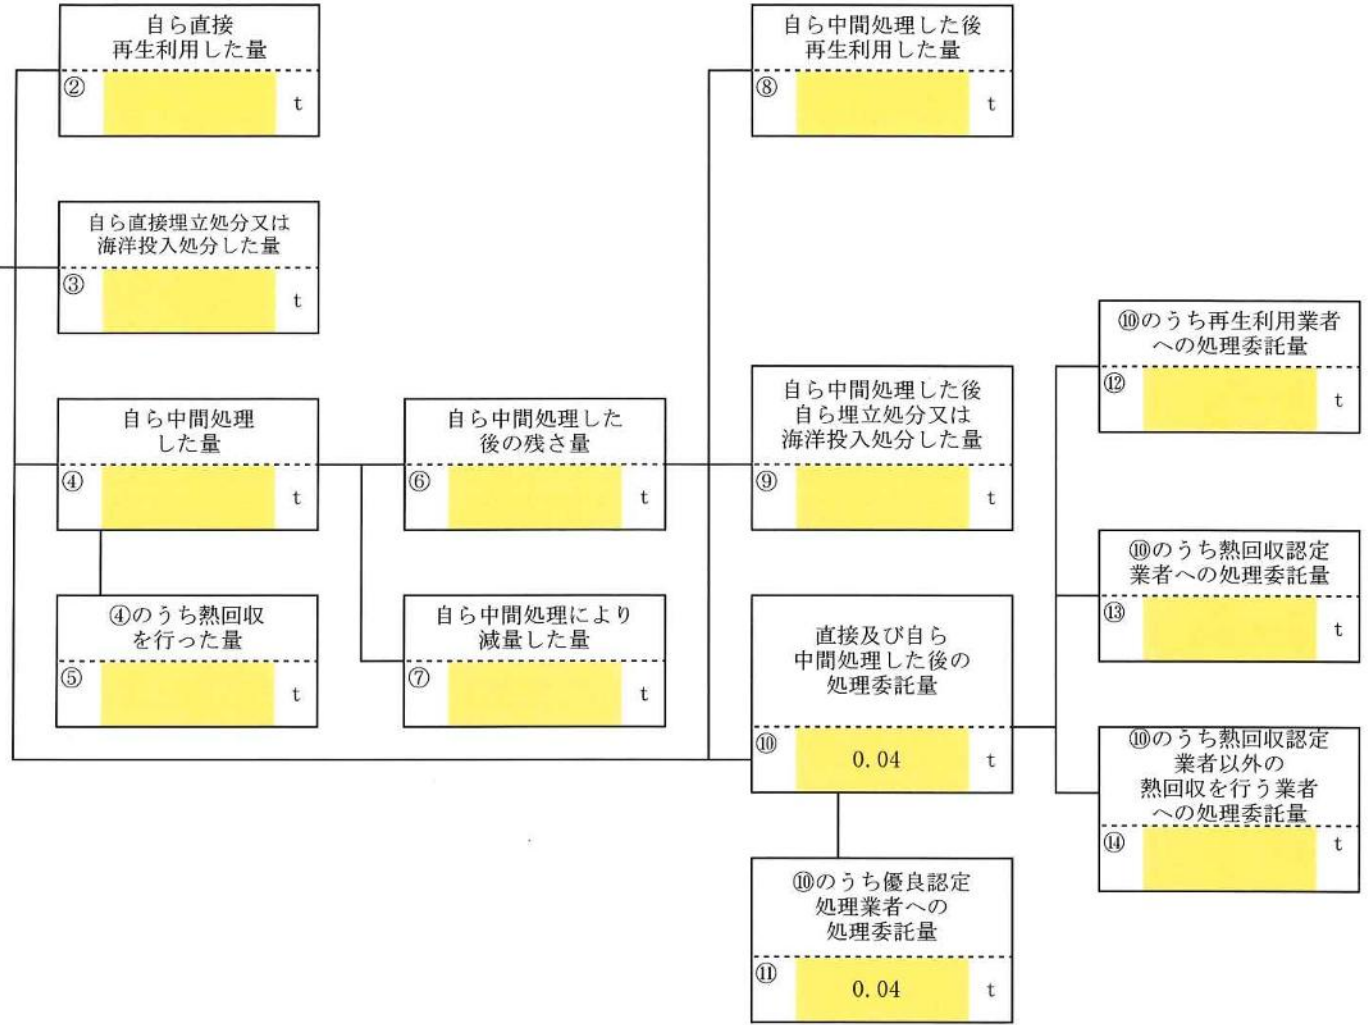 自ら直接
再生利用した量
②
t
自ら直接埋立処分又は
海洋投入処分した量
③
t
自ら中間処理
した量
④
t
④のうち熱回収
を行った量
⑤
t
自ら中間処理した
後の残さ量
⑥
t
自ら中間処理により
減量した量
⑦
t
自ら中間処理した後
再生利用した量
⑧
t
自ら中間処理した後
自ら埋立処分又は
海洋投入処分した量
⑨
t
直接及び自ら
中間処理した後の
処理委託量
⑩ 0.04 t
⑩のうち優良認定
処理業者への
処理委託量
⑪ 0.04 t
⑩のうち再生利用業者
への処理委託量
⑫
t
⑩のうち熱回収認定
業者への処理委託量
⑬
t
⑩のうち熱回収認定
業者以外の
熱回収を行う業者
への処理委託量
⑭
t